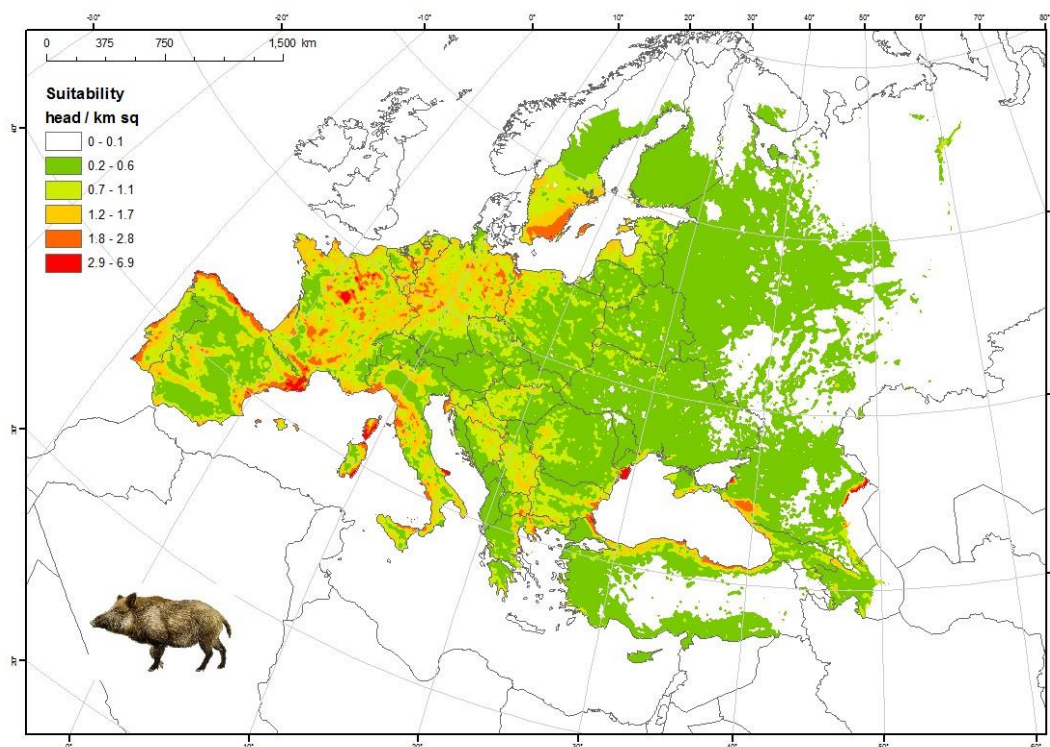 -30° -20° -10° 0° 10° 20° 30° 40° 50° 60° 70° 80°
0 375 750 1,500 km
Suitability
head / km sq
0 - 0.1
0.2 - 0.6
0.7 - 1.1
1.2 - 1.7
1.8 - 2.8
2.9 - 6.9